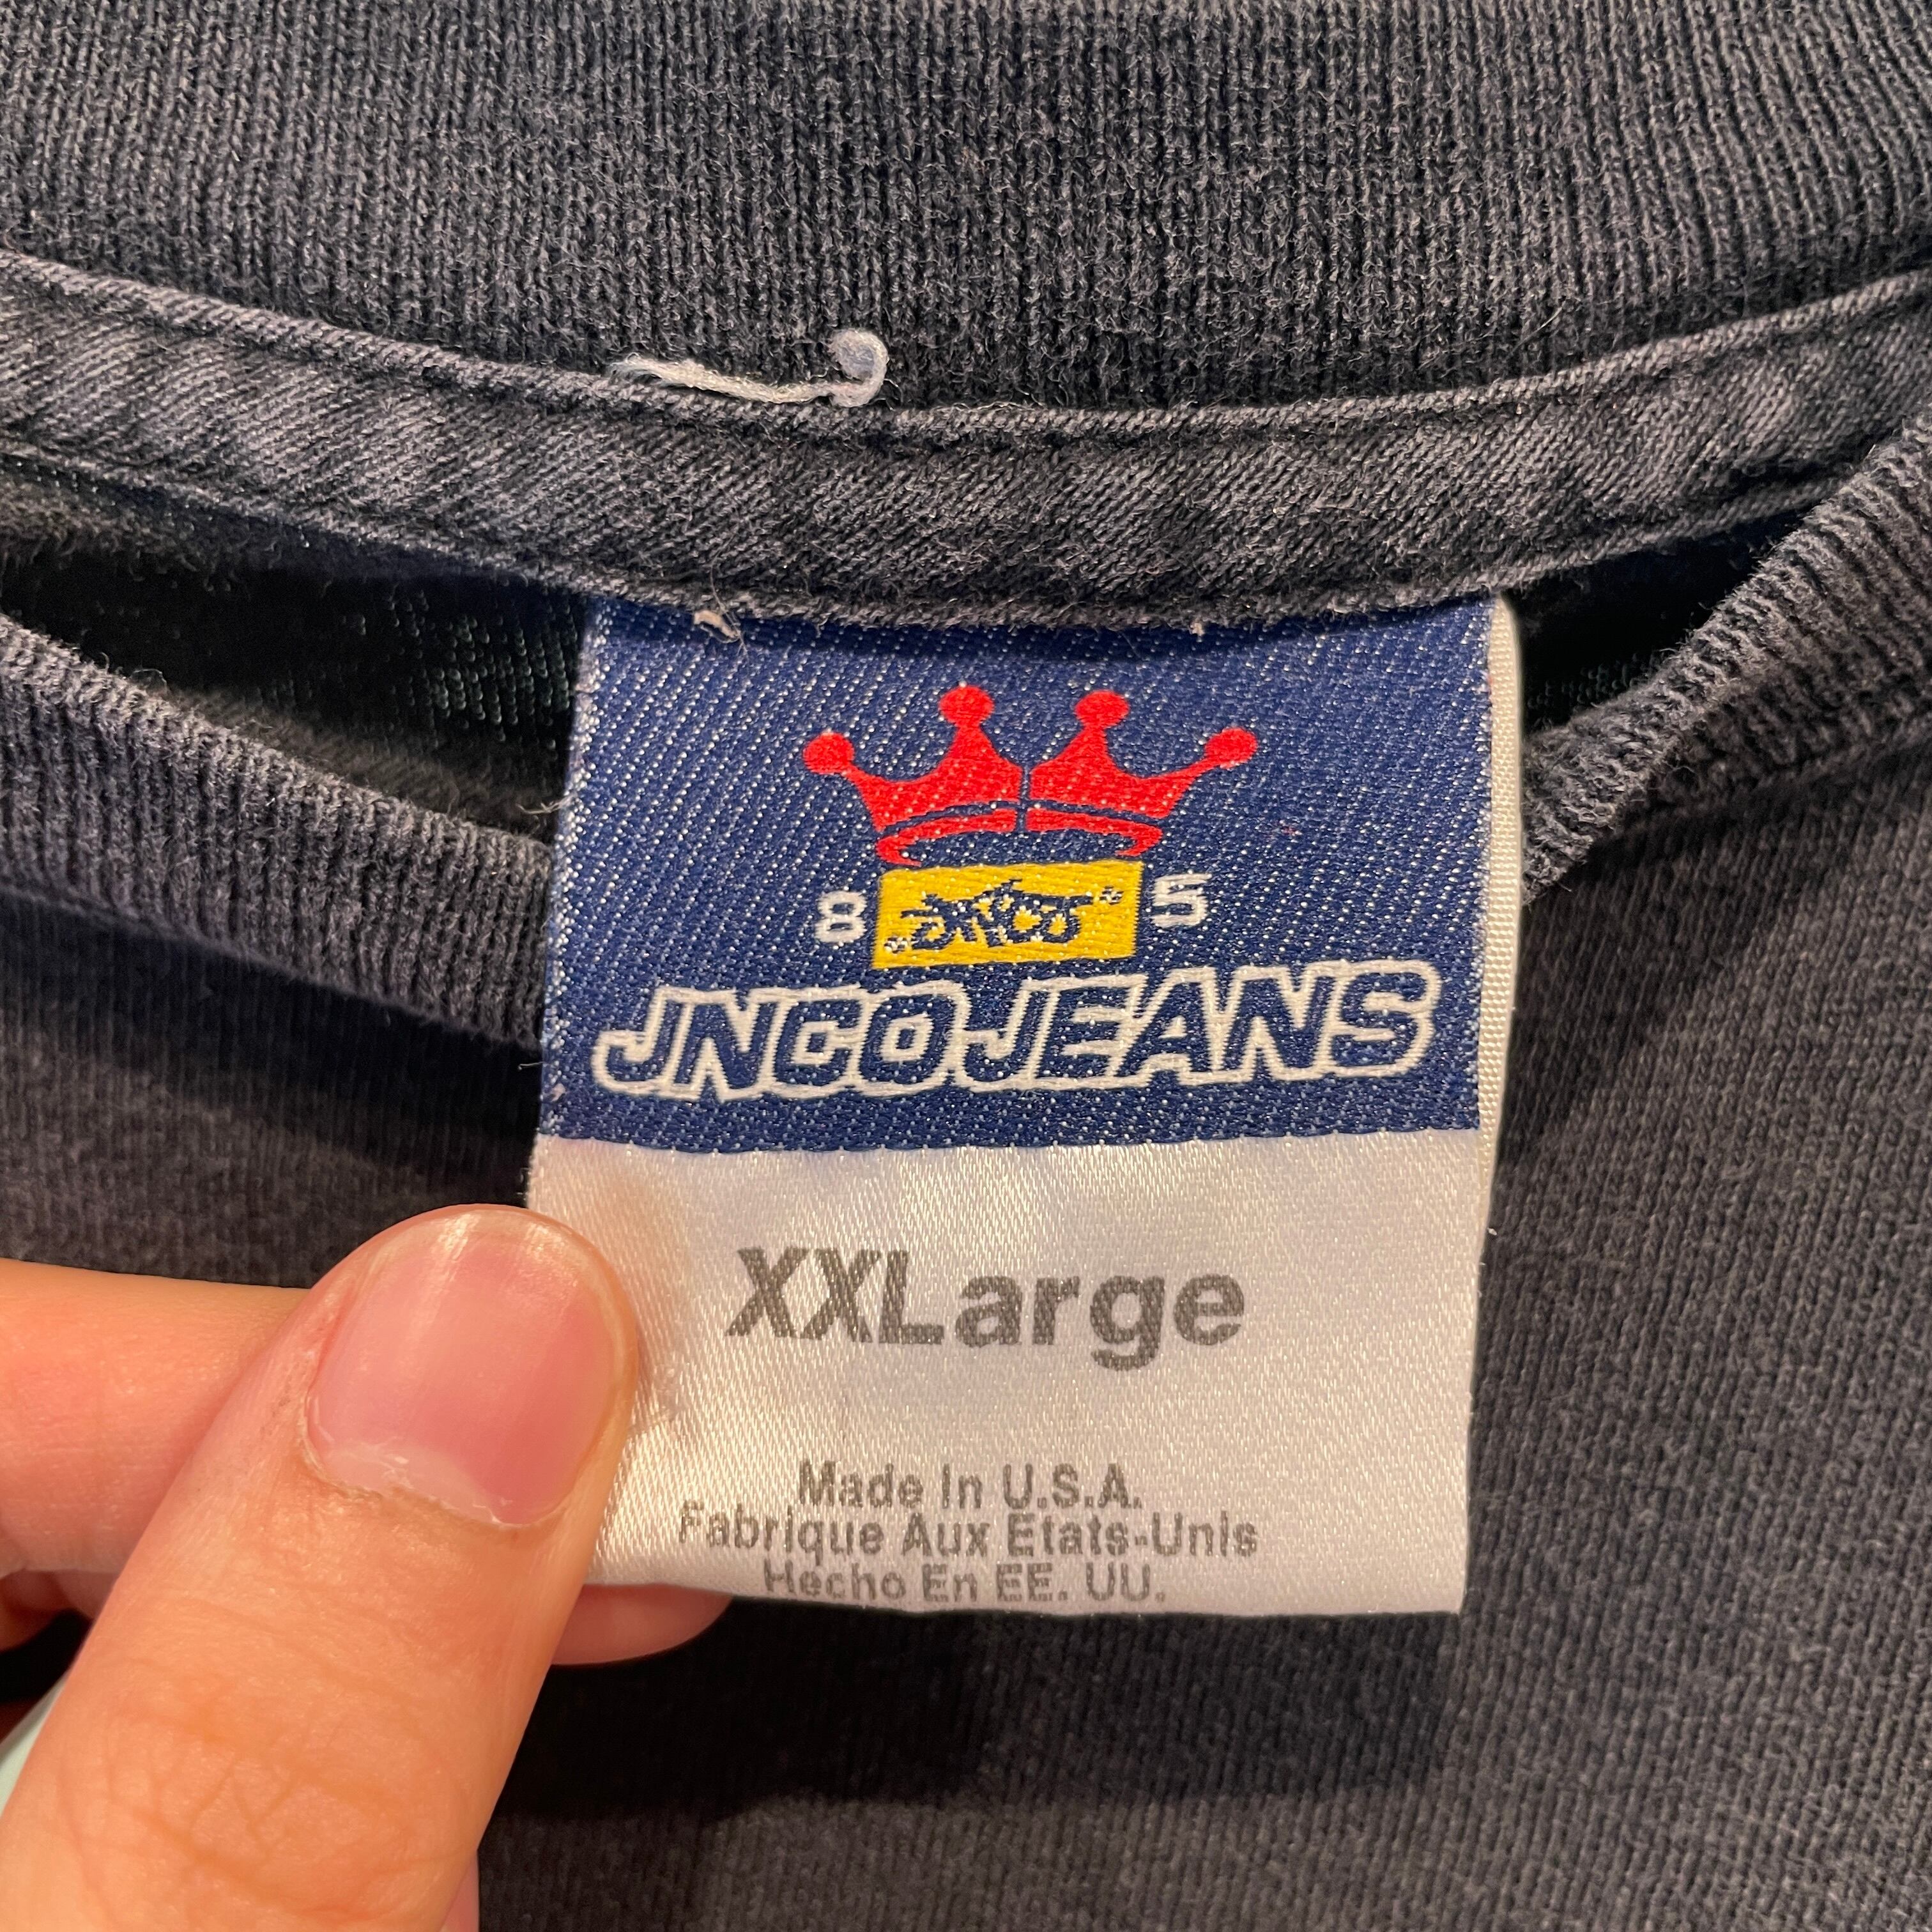 8 JNCO 5
JNCO JEANS
XXLarge
Made In U.S.A.
Fabrique Aux Etats-Unis
Hecho En EE. UU.